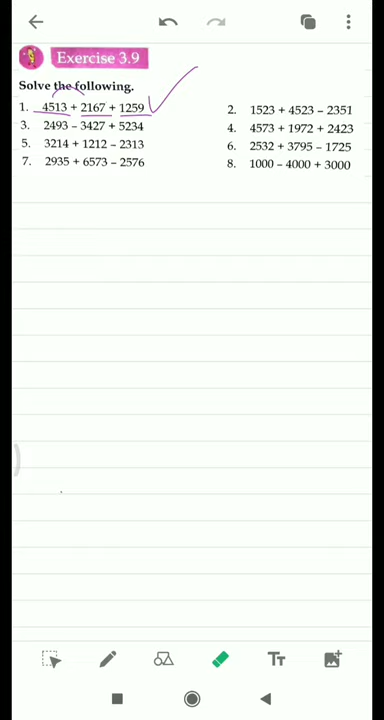 Exercise 3.9
Solve the following.
1. 4513 + 2167 + 1259
2. 1523 + 4523 – 2351
3. 2493 – 3427 + 5234
4. 4573 + 1972 + 2423
5. 3214 + 1212 – 2313
6. 2532 + 3795 – 1725
7. 2935 + 6573 – 2576
8. 1000 – 4000 + 3000
TT